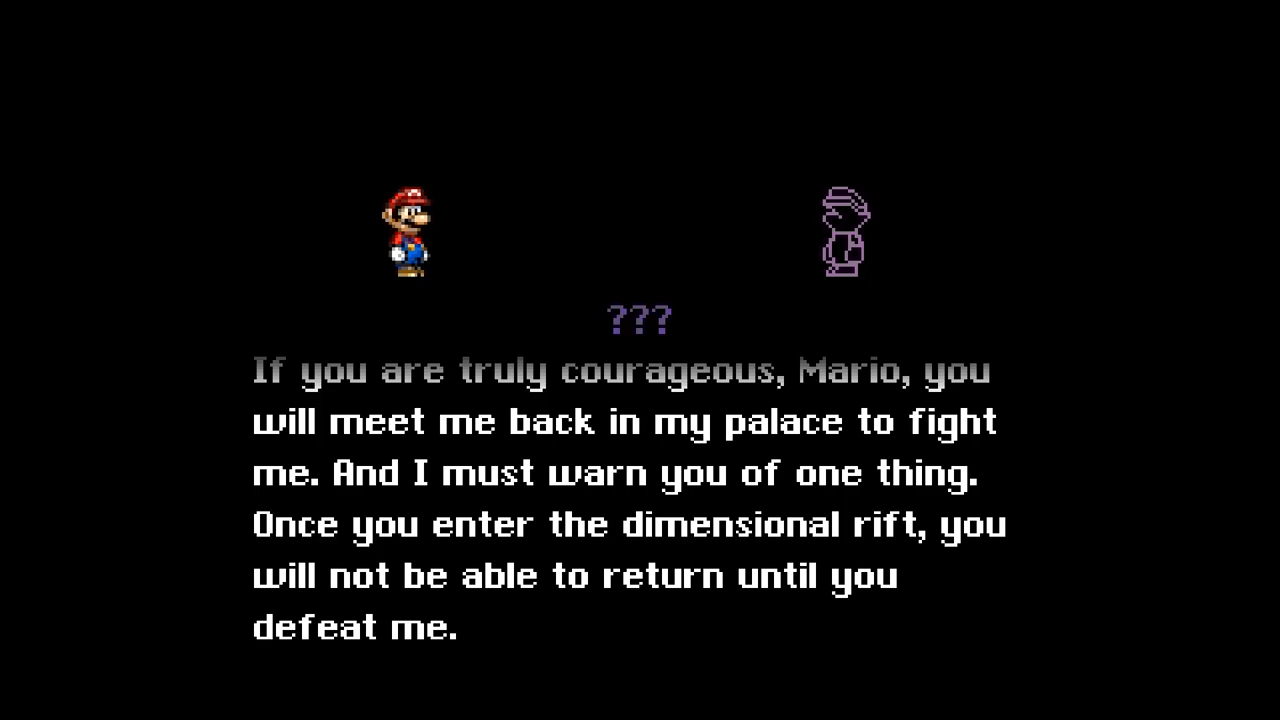 ???
If you are truly courageous, Mario, you
will meet me back in my palace to fight
me. And I must warn you of one thing.
Once you enter the dimensional rift, you
will not be able to return until you
defeat me.